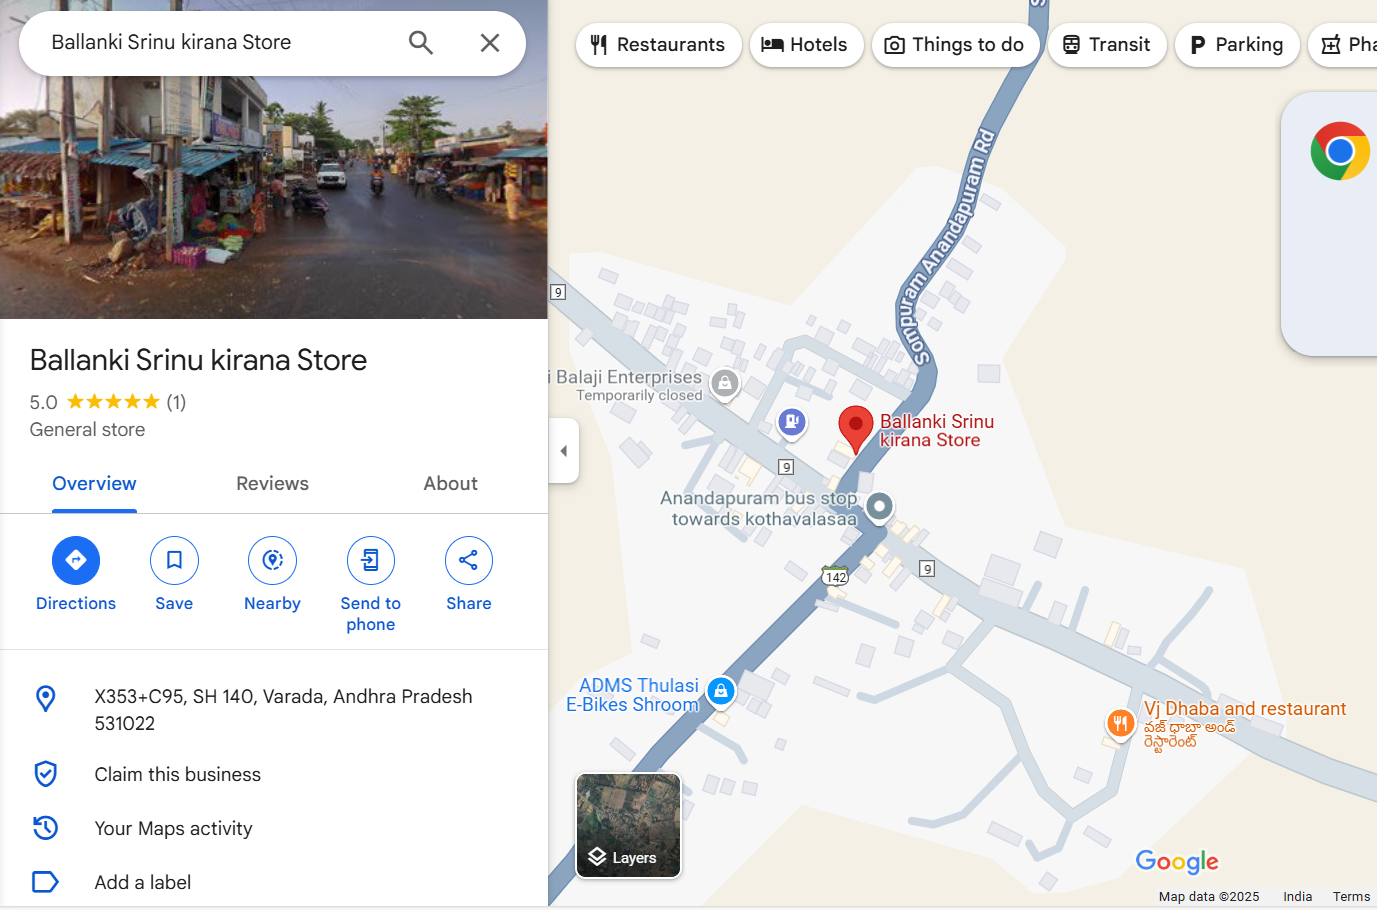 Ballanki Srinu kirana Store
Ballanki Srinu kirana Store
5.0 (1)
General store
Overview
Reviews
About
Directions
Save
Nearby
Send to
phone
Share
X353+C95, SH 140, Varada, Andhra Pradesh
531022
Claim this business
Your Maps activity
Add a label
Restaurants
Hotels
Things to do
Transit
Parking
Pha
S
Sontpuram Anandapuram Rd
9
i Balaji Enterprises
Temporarily closed
Ballanki Srinu
kirana Store
9
Anandapuram bus stop
towards kothavalasaa
142
9
ADMS Thulasi
E-Bikes Shroom
Vj Dhaba and restaurant
వజ్ ధాబా అండ్
రెస్టారెంట్
Layers
Google
Map data ©2025
India
Terms